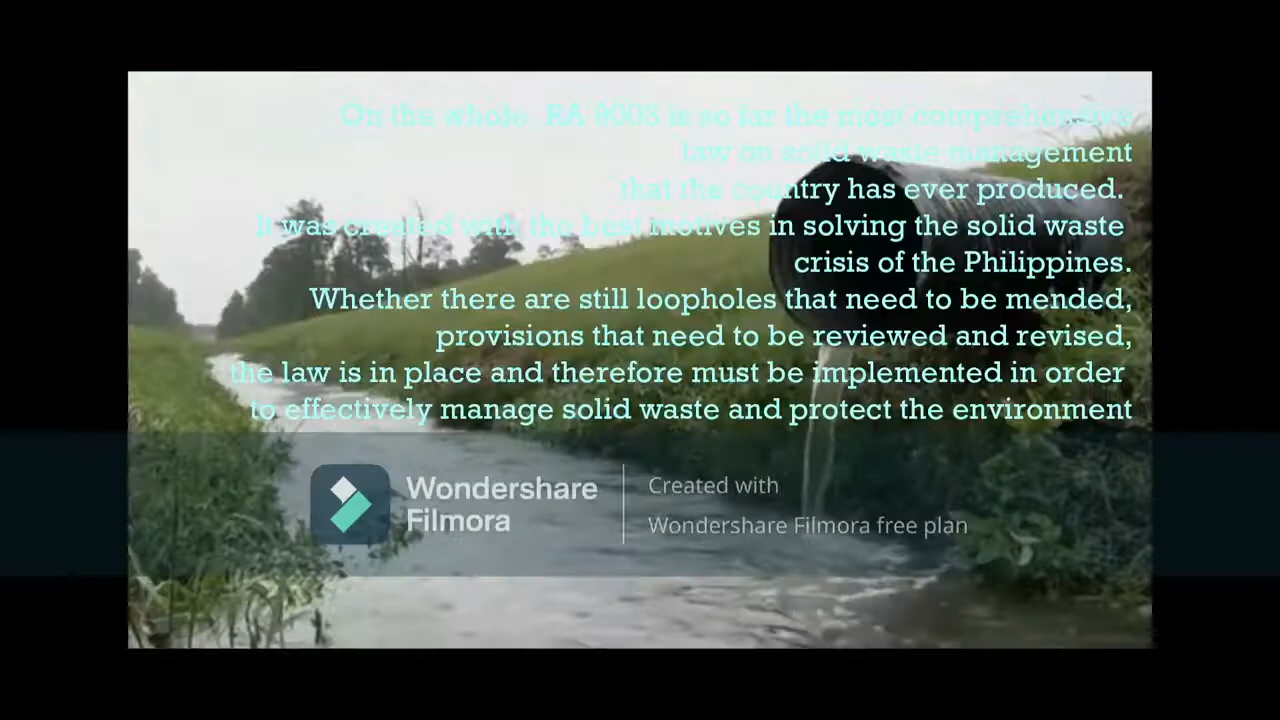 On the whole, RA 9003 is so far the most comprehensive
law on solid waste management
that the country has ever produced.
It was created with the best motives in solving the solid waste
crisis of the Philippines.
Whether there are still loopholes that need to be mended,
provisions that need to be reviewed and revised,
the law is in place and therefore must be implemented in order
to effectively manage solid waste and protect the environment
Wondershare
Filmora
Created with
Wondershare Filmora free plan